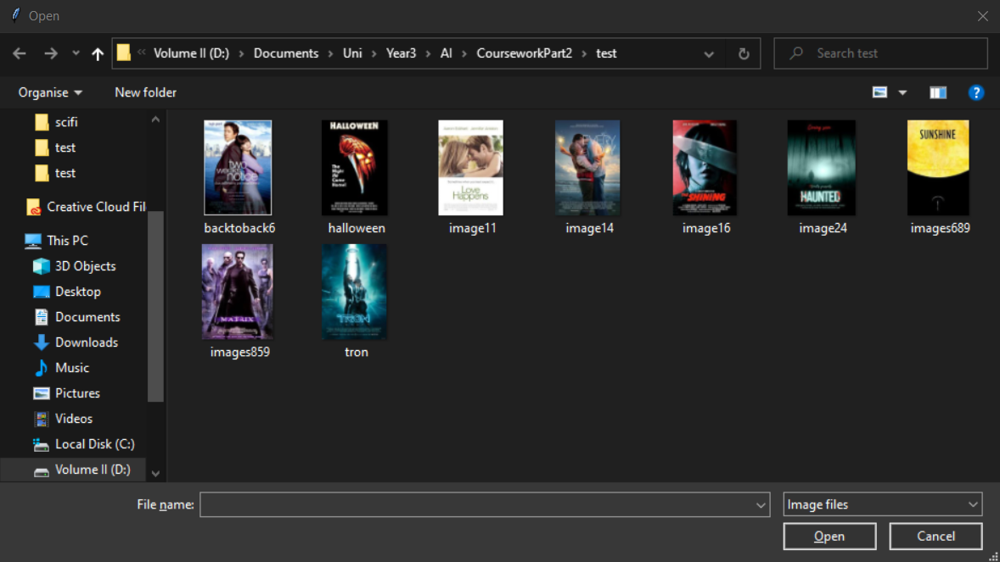 Open
Volume II (D:) Documents Uni Year3 AI CourseworkPart2 test
Search test
Organise New folder
scifi
test
test
Creative Cloud Fil
This PC
3D Objects
Desktop
Documents
Downloads
Music
Pictures
Videos
Local Disk (C:)
Volume II (D:)
two weeks notice
HALLOWEEN
The Night He Came Home!
Love Happens
THE SHINING
HAUNTED
SUNSHINE
backtoback6 halloween image11 image14 image16 image24 images689
MATRIX
TRON
images859 tron
File name:
Image files
Open Cancel